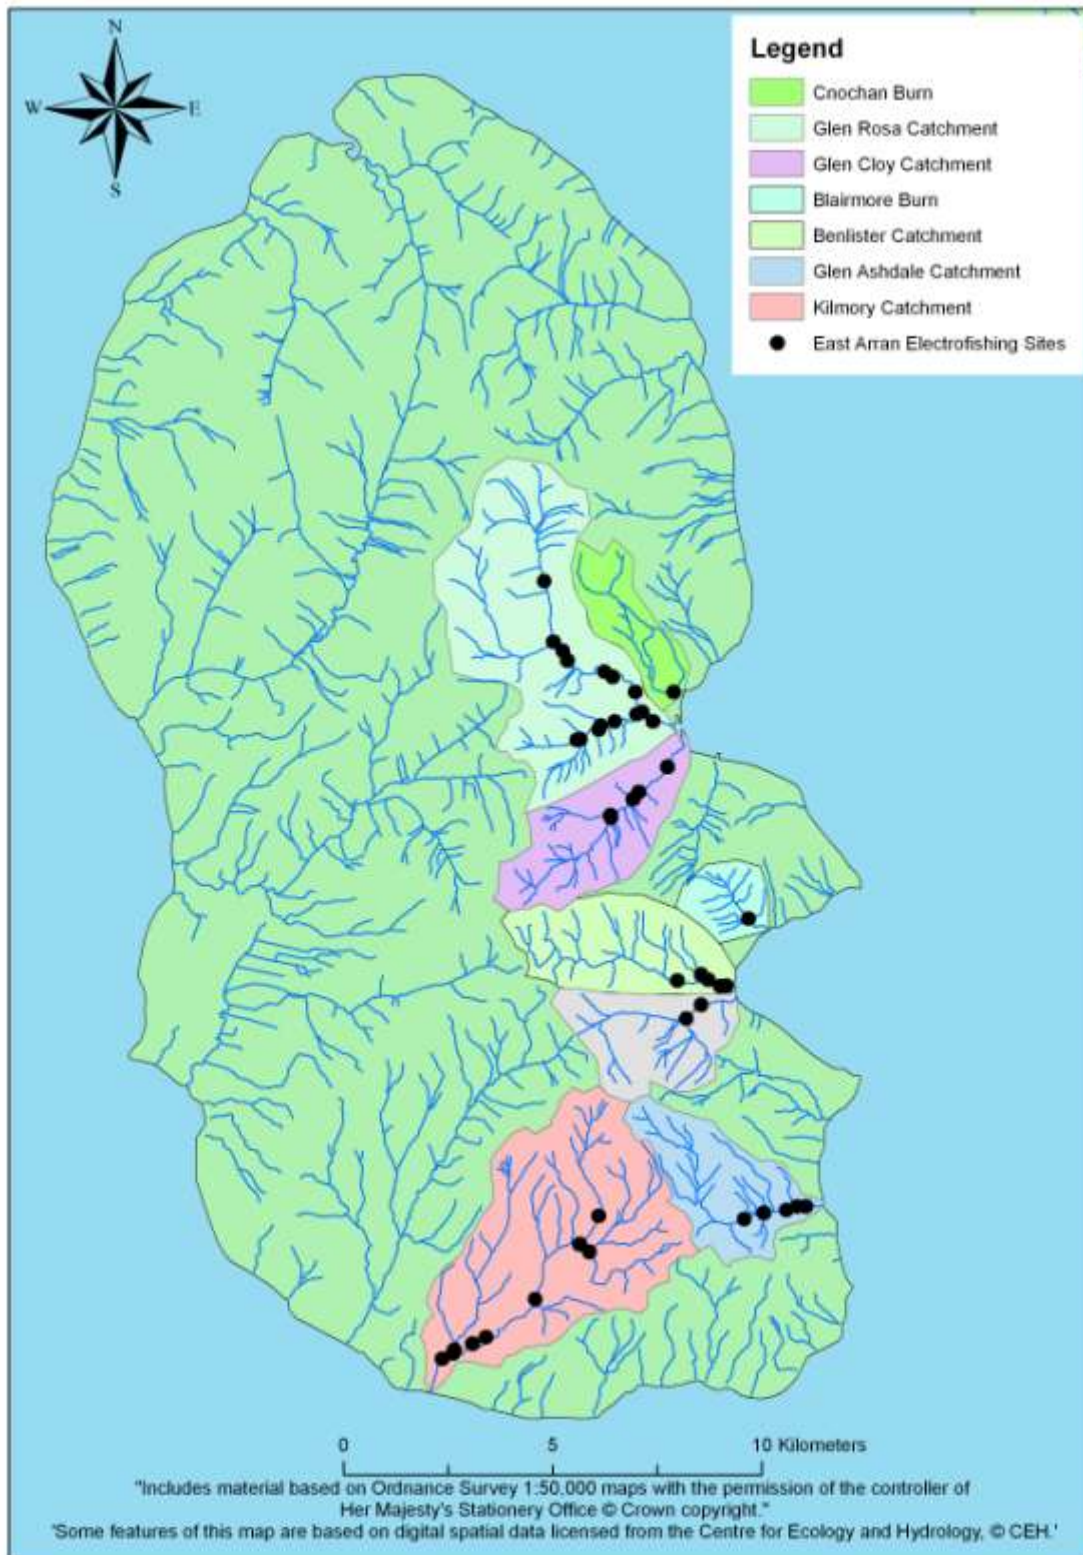 N
W
E
S
Legend
Cnochan Burn
Glen Rosa Catchment
Glen Cloy Catchment
Blairmore Burn
Benlister Catchment
Glen Ashdale Catchment
Kilmory Catchment
East Arran Electrofishing Sites
0 5 10 Kilometers
"Includes material based on Ordnance Survey 1:50,000 maps with the permission of the controller of
Her Majesty's Stationery Office © Crown copyright."
'Some features of this map are based on digital spatial data licensed from the Centre for Ecology and Hydrology, © CEH.'